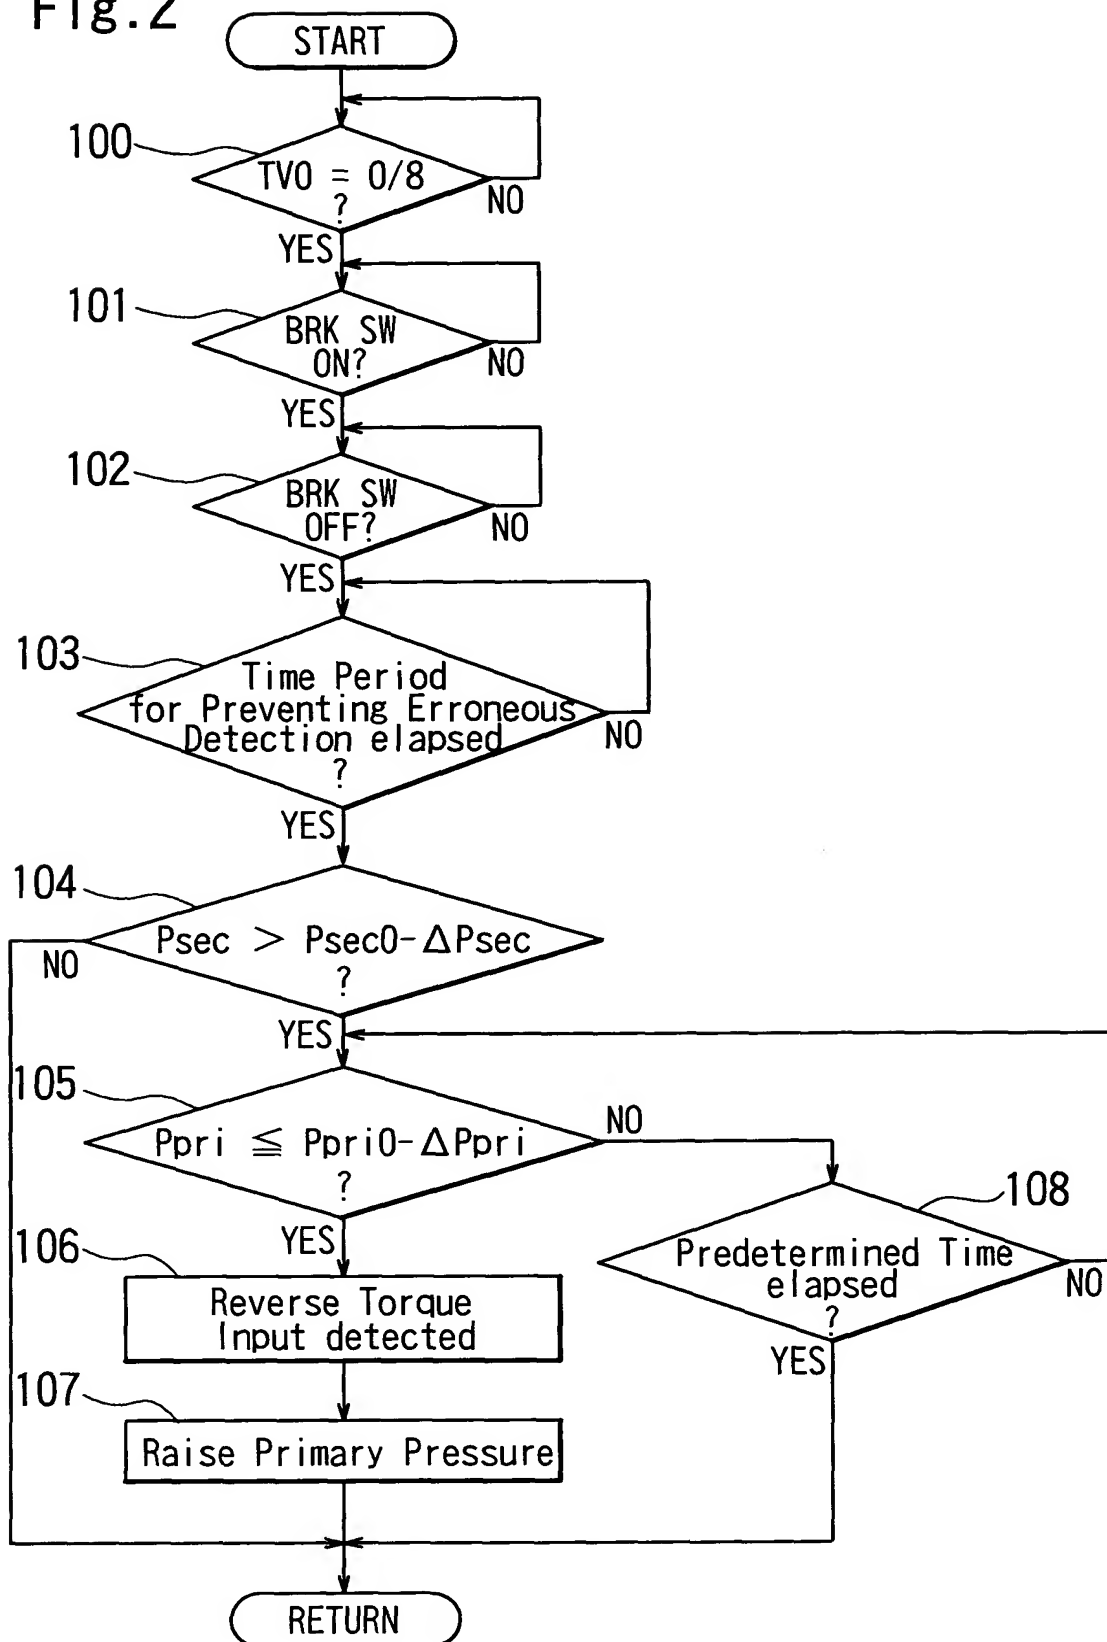 Fig.2
START
100
TVO = 0/8
?
NO
YES
101
BRK SW
ON?
NO
YES
102
BRK SW
OFF?
NO
YES
103
Time Period
for Preventing Erroneous
Detection elapsed
?
NO
YES
104
Psec > Psec0-ΔPsec
?
NO
YES
105
Ppri ≦ Ppri0-ΔPpri
?
NO
YES
108
Predetermined Time
elapsed
?
NO
YES
106
Reverse Torque
Input detected
107
Raise Primary Pressure
RETURN